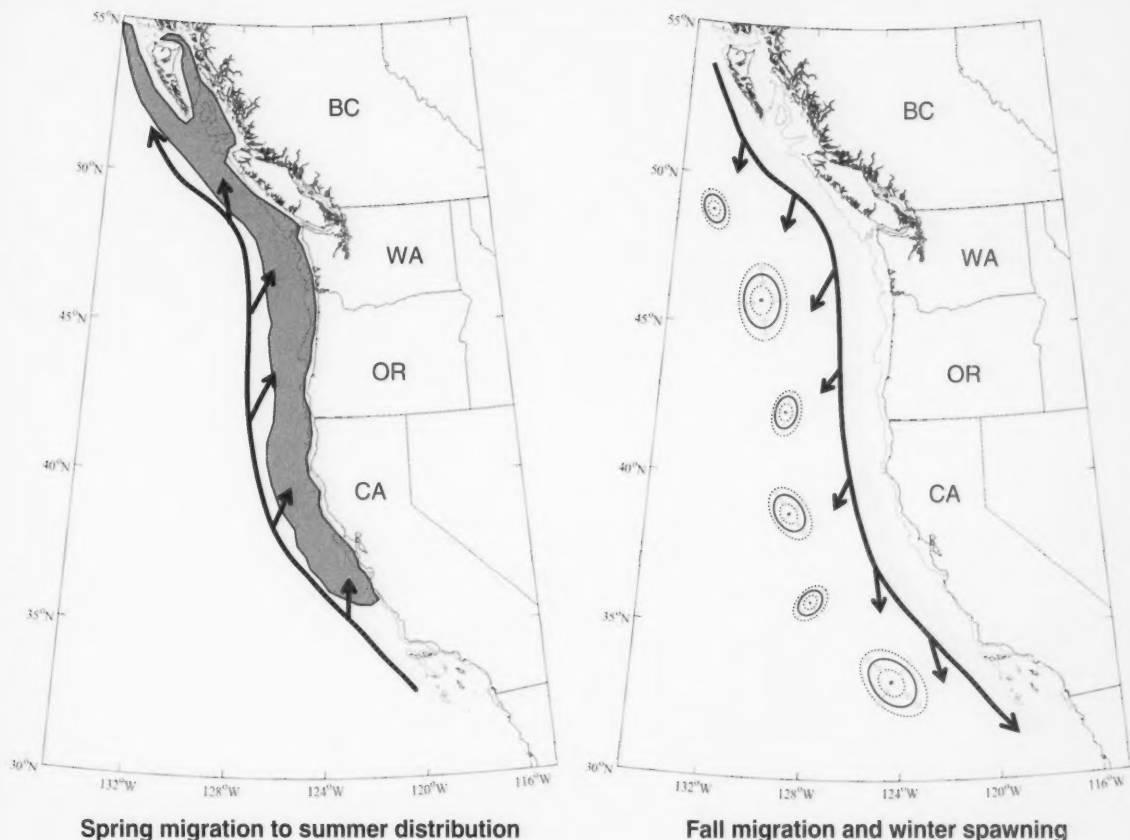 55°N
50°N
45°N
40°N
35°N
30°N
132°W
128°W
124°W
120°W
116°W
BC
WA
OR
CA
Spring migration to summer distribution
55°N
50°N
45°N
40°N
35°N
30°N
132°W
128°W
124°W
120°W
116°W
BC
WA
OR
CA
Fall migration and winter spawning